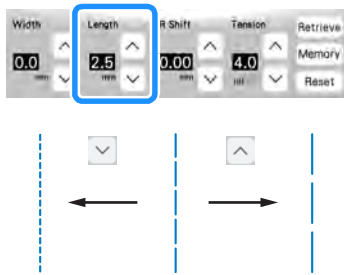 Width Length R Shift Tension Retrieve
0.0 2.5 0.00 4.0 Memory
mm mm mm Reset